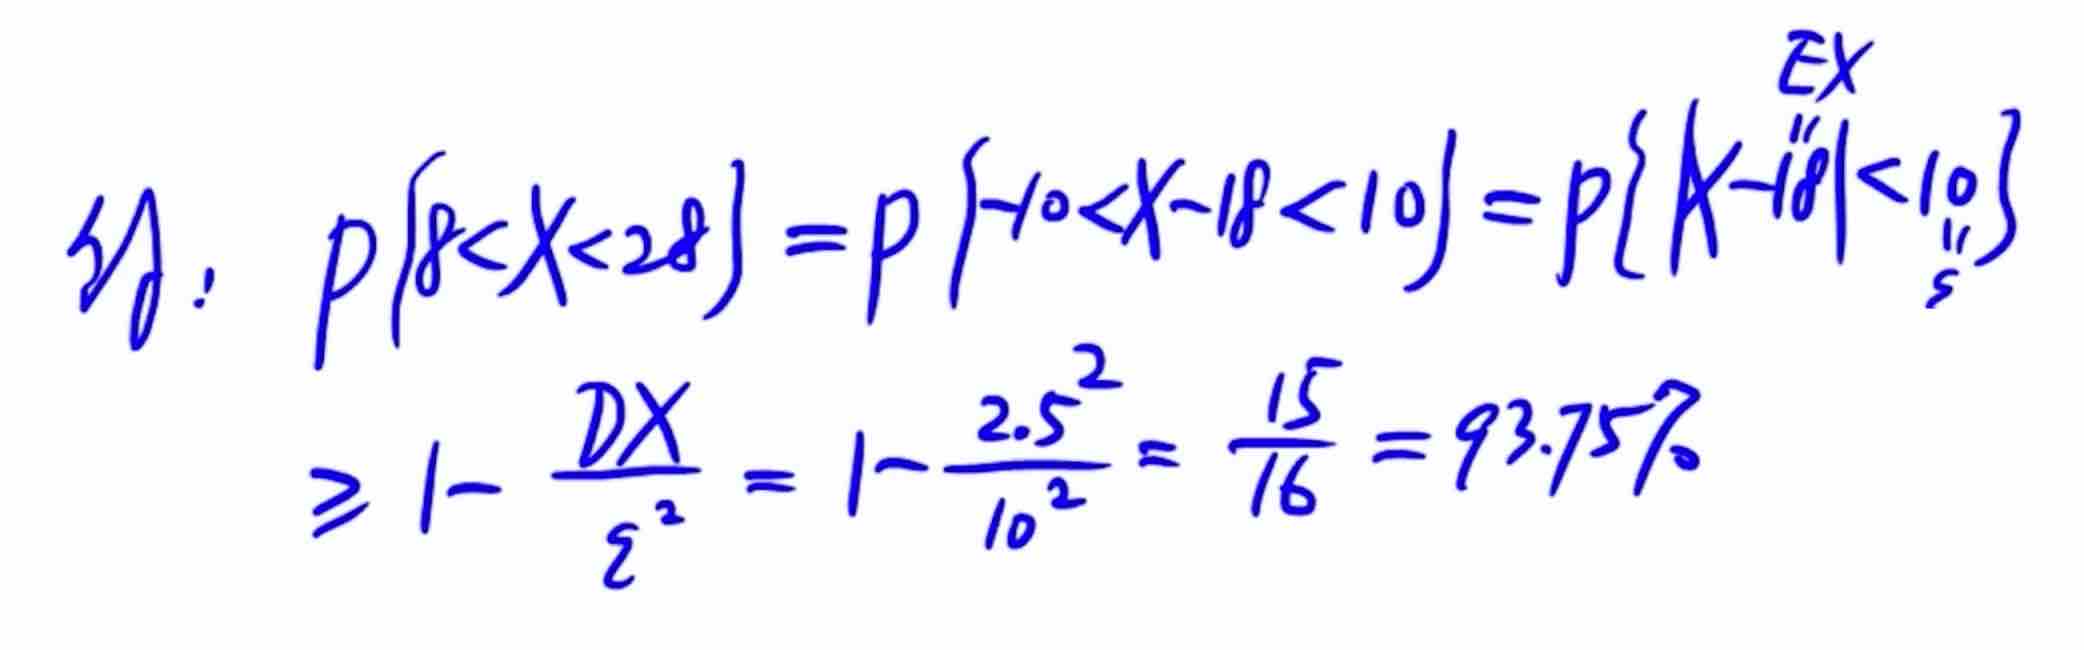 EX
"
P{8<X<28} = P{-10<X-18<10} = P{|X-18|<10}
"
ε
≥ 1 - DX/ε² = 1 - 2.5²/10² = 15/16 = 93.75%